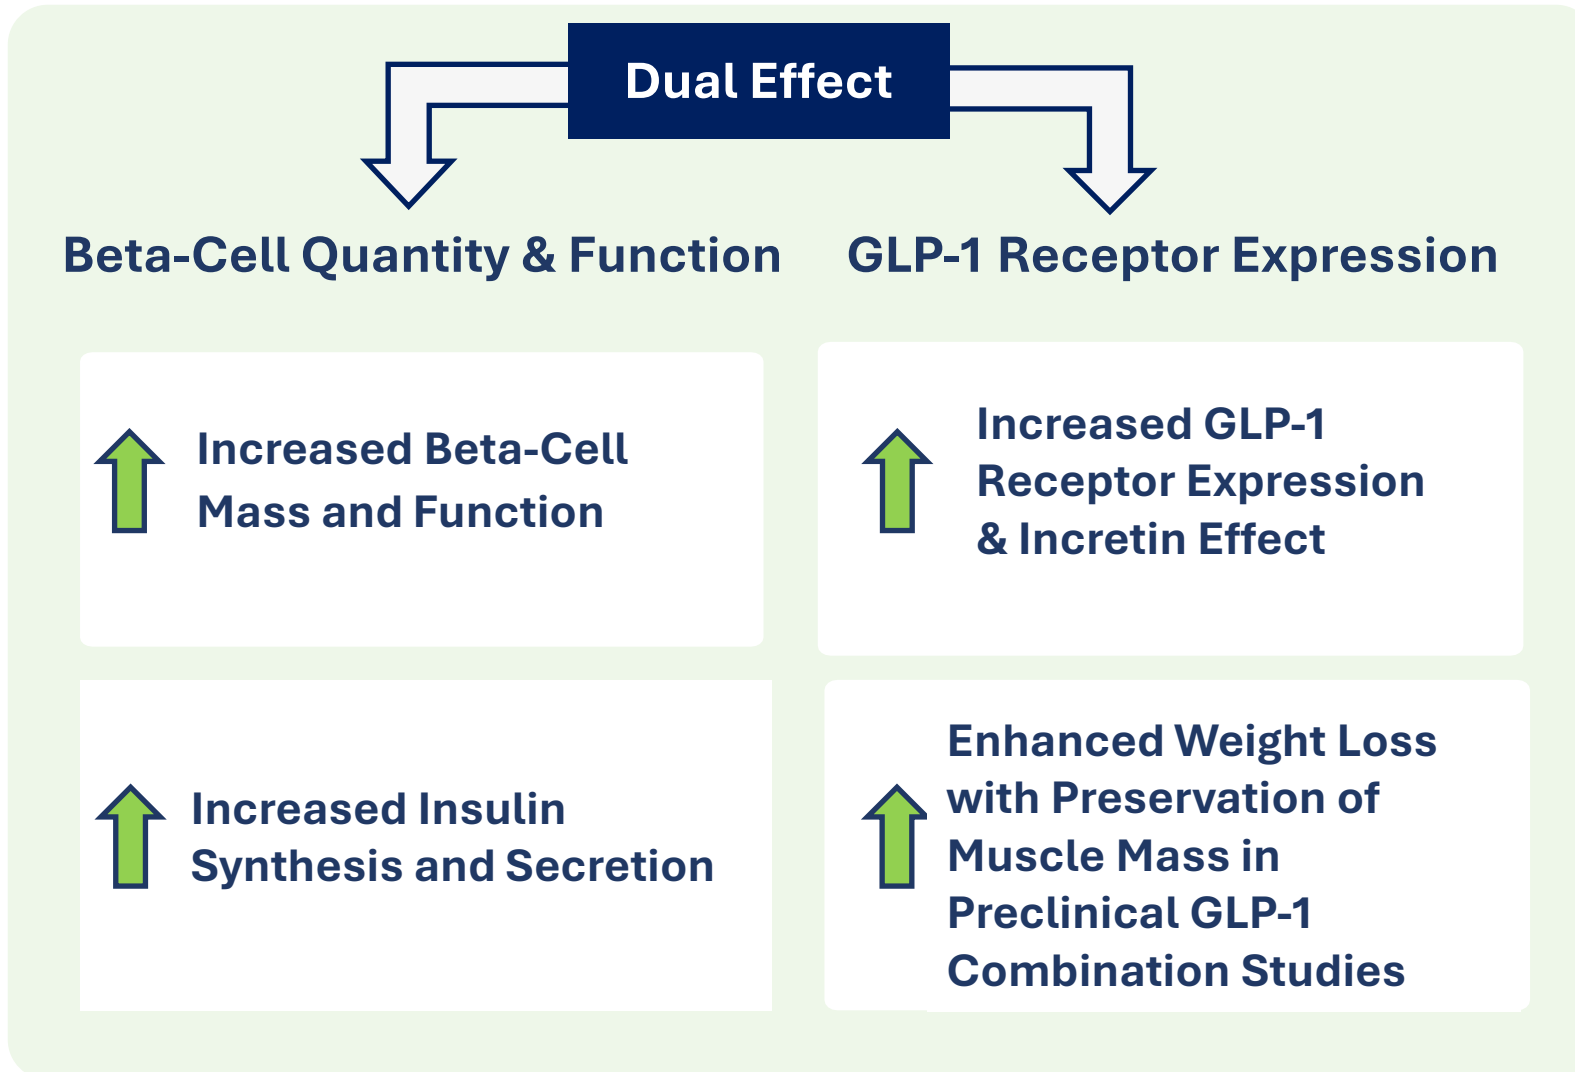 Dual Effect
Beta-Cell Quantity & Function
GLP-1 Receptor Expression
Increased Beta-Cell
Mass and Function
Increased GLP-1
Receptor Expression
& Incretin Effect
Increased Insulin
Synthesis and Secretion
Enhanced Weight Loss
with Preservation of
Muscle Mass in
Preclinical GLP-1
Combination Studies